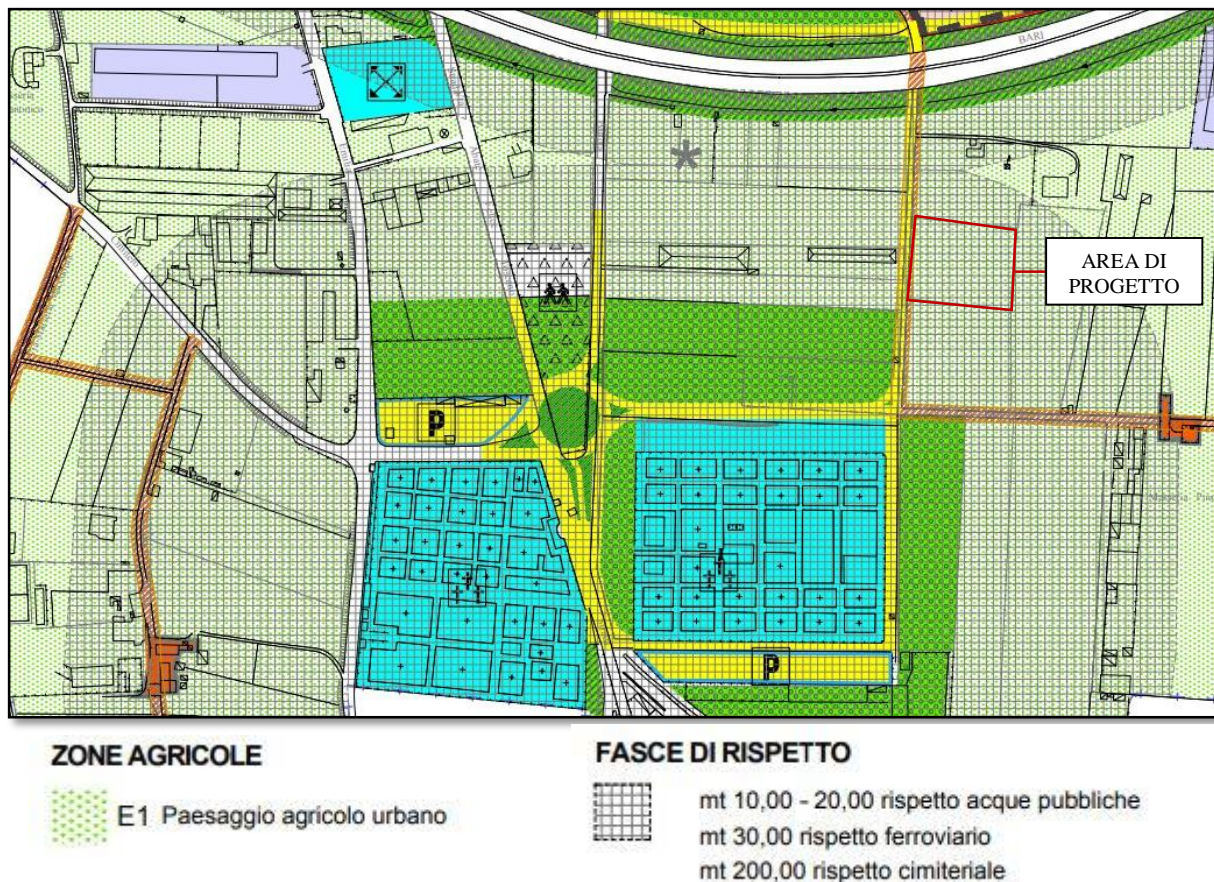 BARI
AREA DI
PROGETTO
P
P
ZONE AGRICOLE
E1 Paesaggio agricolo urbano
FASCE DI RISPETTO
mt 10,00 - 20,00 rispetto acque pubbliche
mt 30,00 rispetto ferroviario
mt 200,00 rispetto cimiteriale